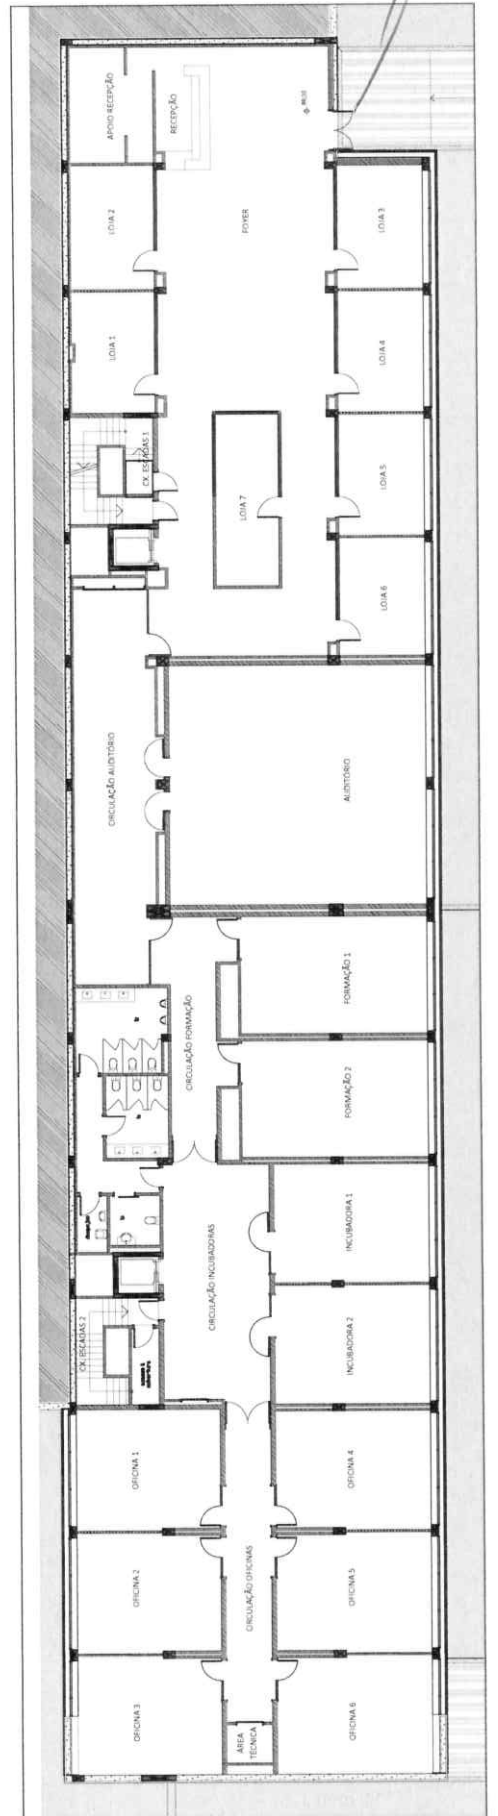 APOIO RECEPÇÃO
RECEPÇÃO
LOJA 2
FOYER
LOJA 3
LOJA 1
LOJA 4
CX. ESCADAS 1
LOJA 7
LOJA 5
LOJA 6
CIRCULAÇÃO AUDITÓRIO
AUDITÓRIO
FORMAÇÃO 1
CIRCULAÇÃO FORMAÇÃO
FORMAÇÃO 2
INCUBADORA 1
CIRCULAÇÃO INCUBADORAS
CX. ESCADAS 2
INCUBADORA 2
OFICINA 1
OFICINA 4
OFICINA 2
CIRCULAÇÃO OFICINAS
OFICINA 5
OFICINA 3
ÁREA
TÉCNICA
OFICINA 6